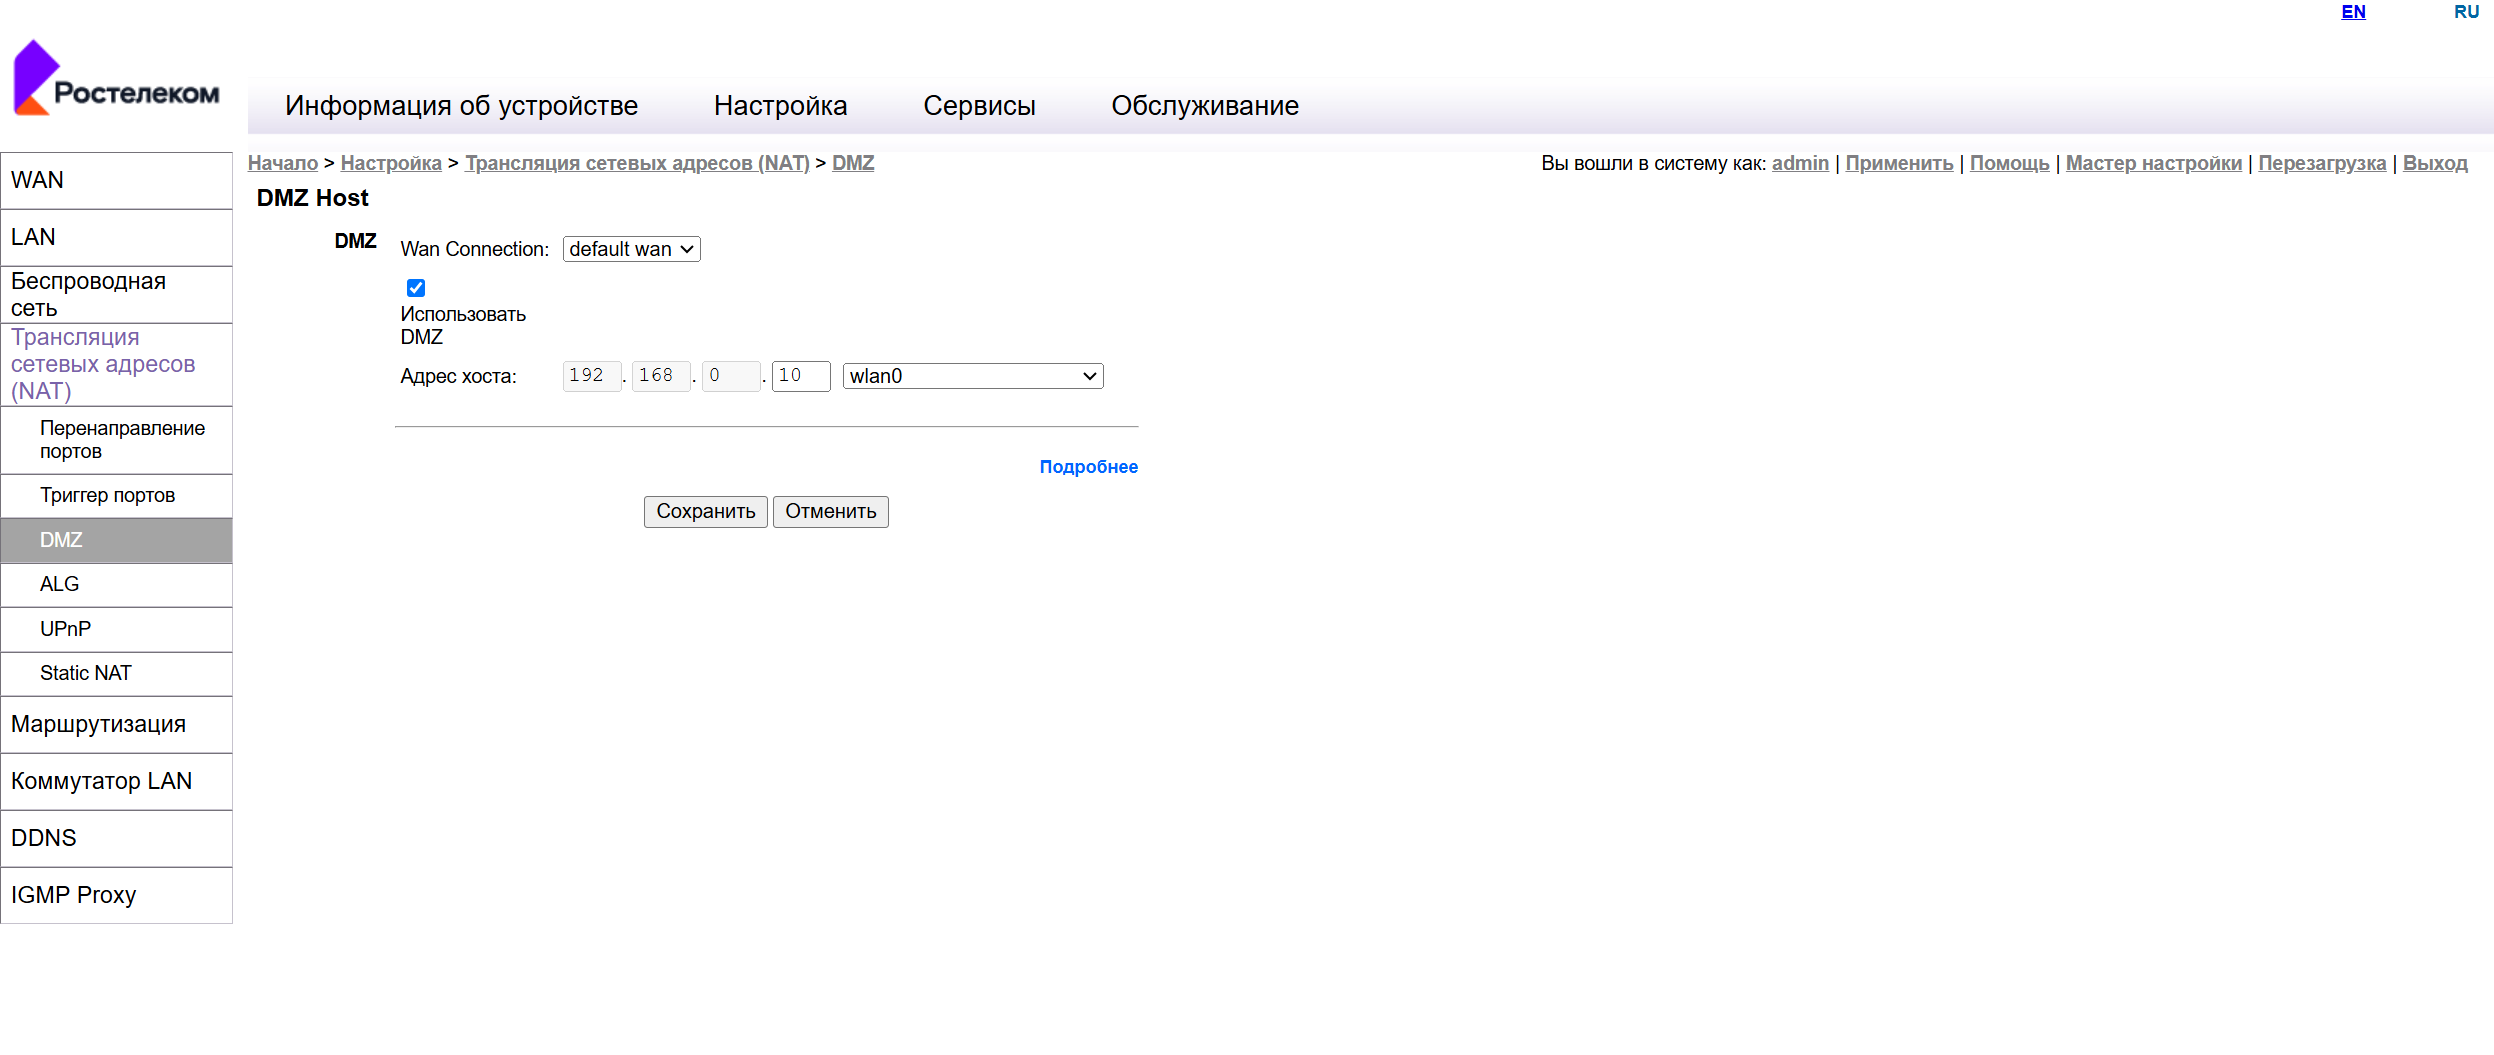 EN RU
Ростелеком
Информация об устройстве Настройка Сервисы Обслуживание
Начало > Настройка > Трансляция сетевых адресов (NAT) > DMZ
Вы вошли в систему как: admin | Применить | Помощь | Мастер настройки | Перезагрузка | Выход
WAN
LAN
Беспроводная
сеть
Трансляция
сетевых адресов
(NAT)
Перенаправление
портов
Триггер портов
DMZ
ALG
UPnP
Static NAT
Маршрутизация
Коммутатор LAN
DDNS
IGMP Proxy
DMZ Host
DMZ
Wan Connection: default wan
Использовать
DMZ
Адрес хоста: 192 . 168 . 0 . 10 wlan0
Подробнее
Сохранить Отменить